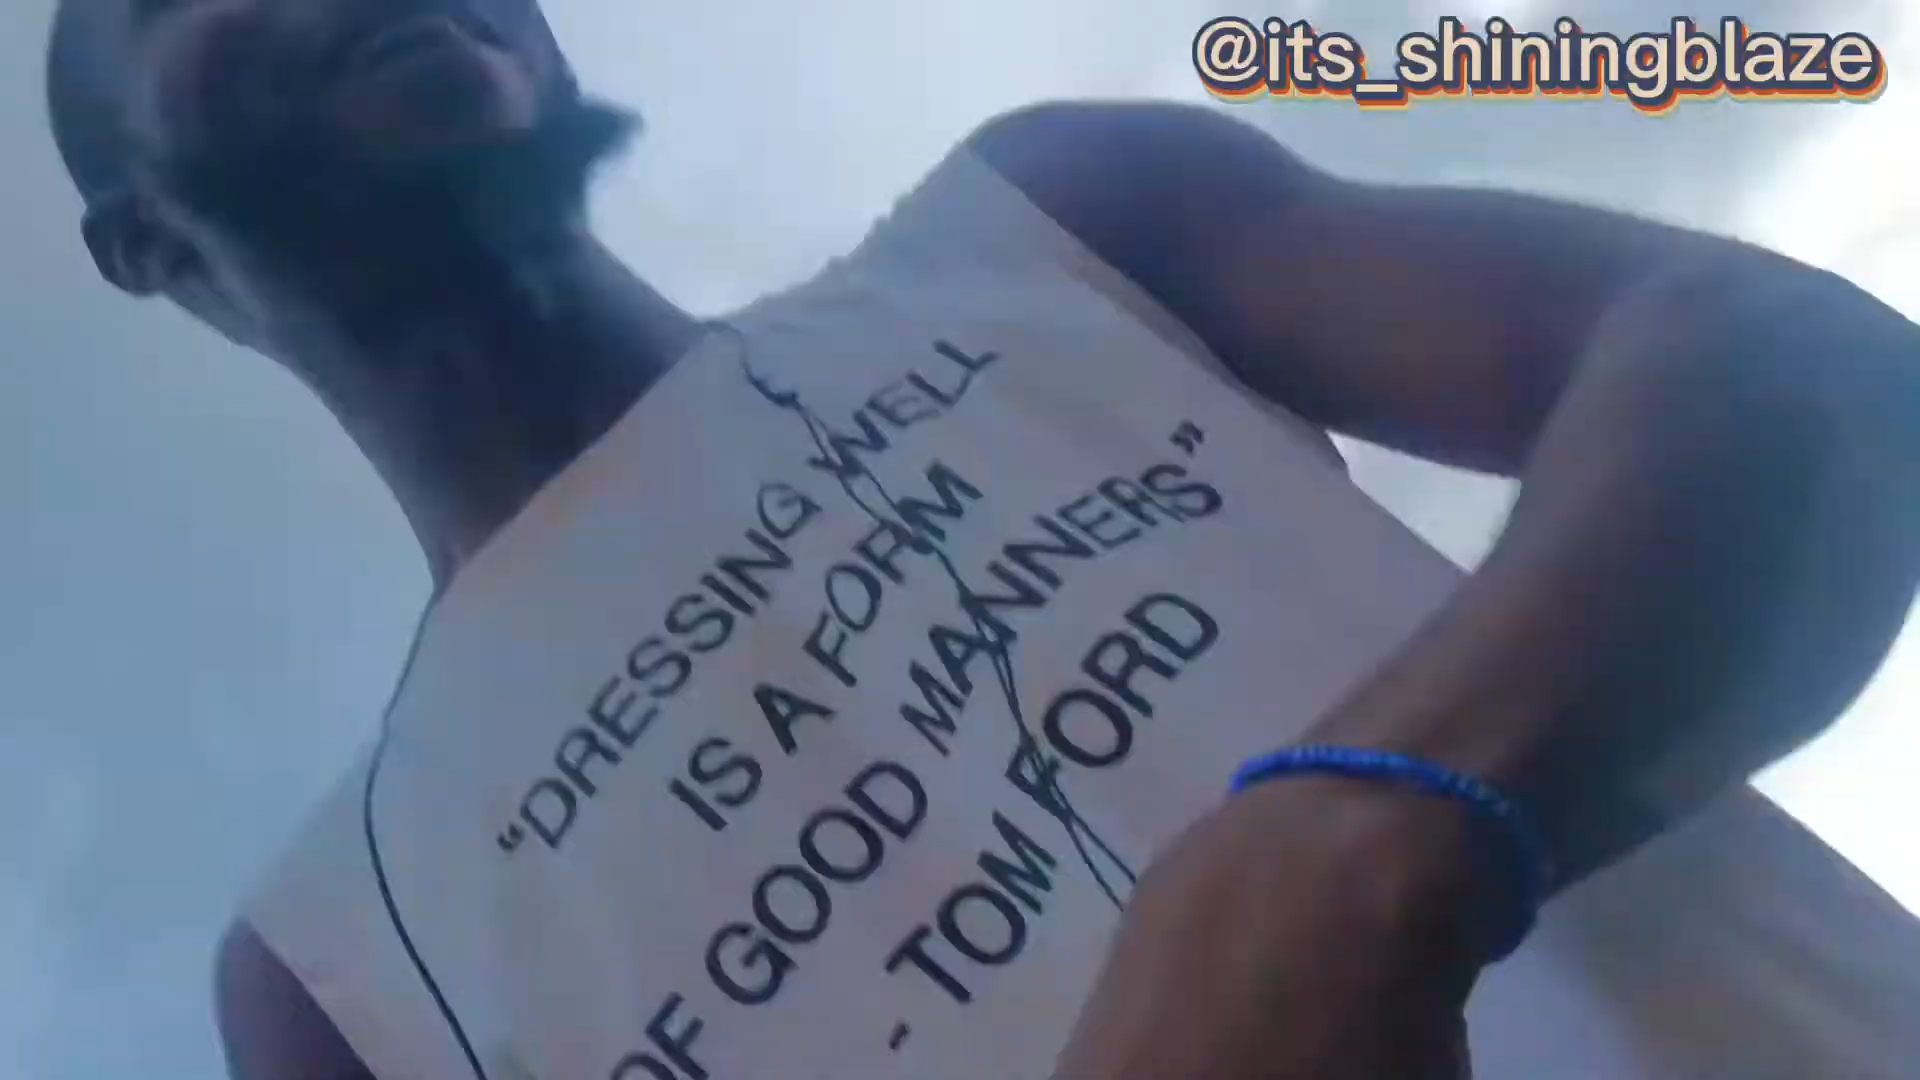 @its_shiningblaze
“DRESSING WELL
IS A FORM
OF GOOD MANNERS”
- TOM FORD